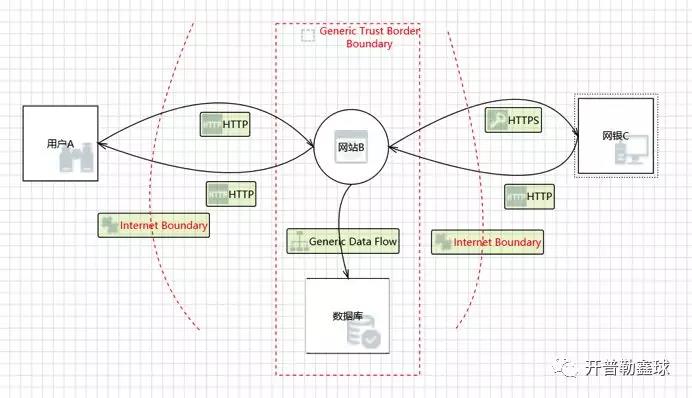 Generic Trust Border
Boundary
HTTP
HTTPS
用户A
网站B
网银C
HTTP
HTTP
Internet Boundary
Generic Data Flow
Internet Boundary
数据库
开普勒鑫球